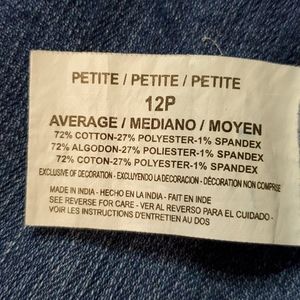 PETITE / PETITE / PETITE
12P
AVERAGE / MEDIANO / MOYEN
72% COTTON-27% POLYESTER-1% SPANDEX
72% ALGODON-27% POLIESTER-1% SPANDEX
72% COTON-27% POLYESTER-1% SPANDEX
EXCLUSIVE OF DECORATION - EXCLUYENDO LA DECORACION - DÉCORATION NON COMPRISE
MADE IN INDIA - HECHO EN LA INDIA - FAIT EN INDE
SEE REVERSE FOR CARE - VER AL REVERSO PARA EL CUIDADO -
VOIR LES INSTRUCTIONS D'ENTRETIEN AU DOS